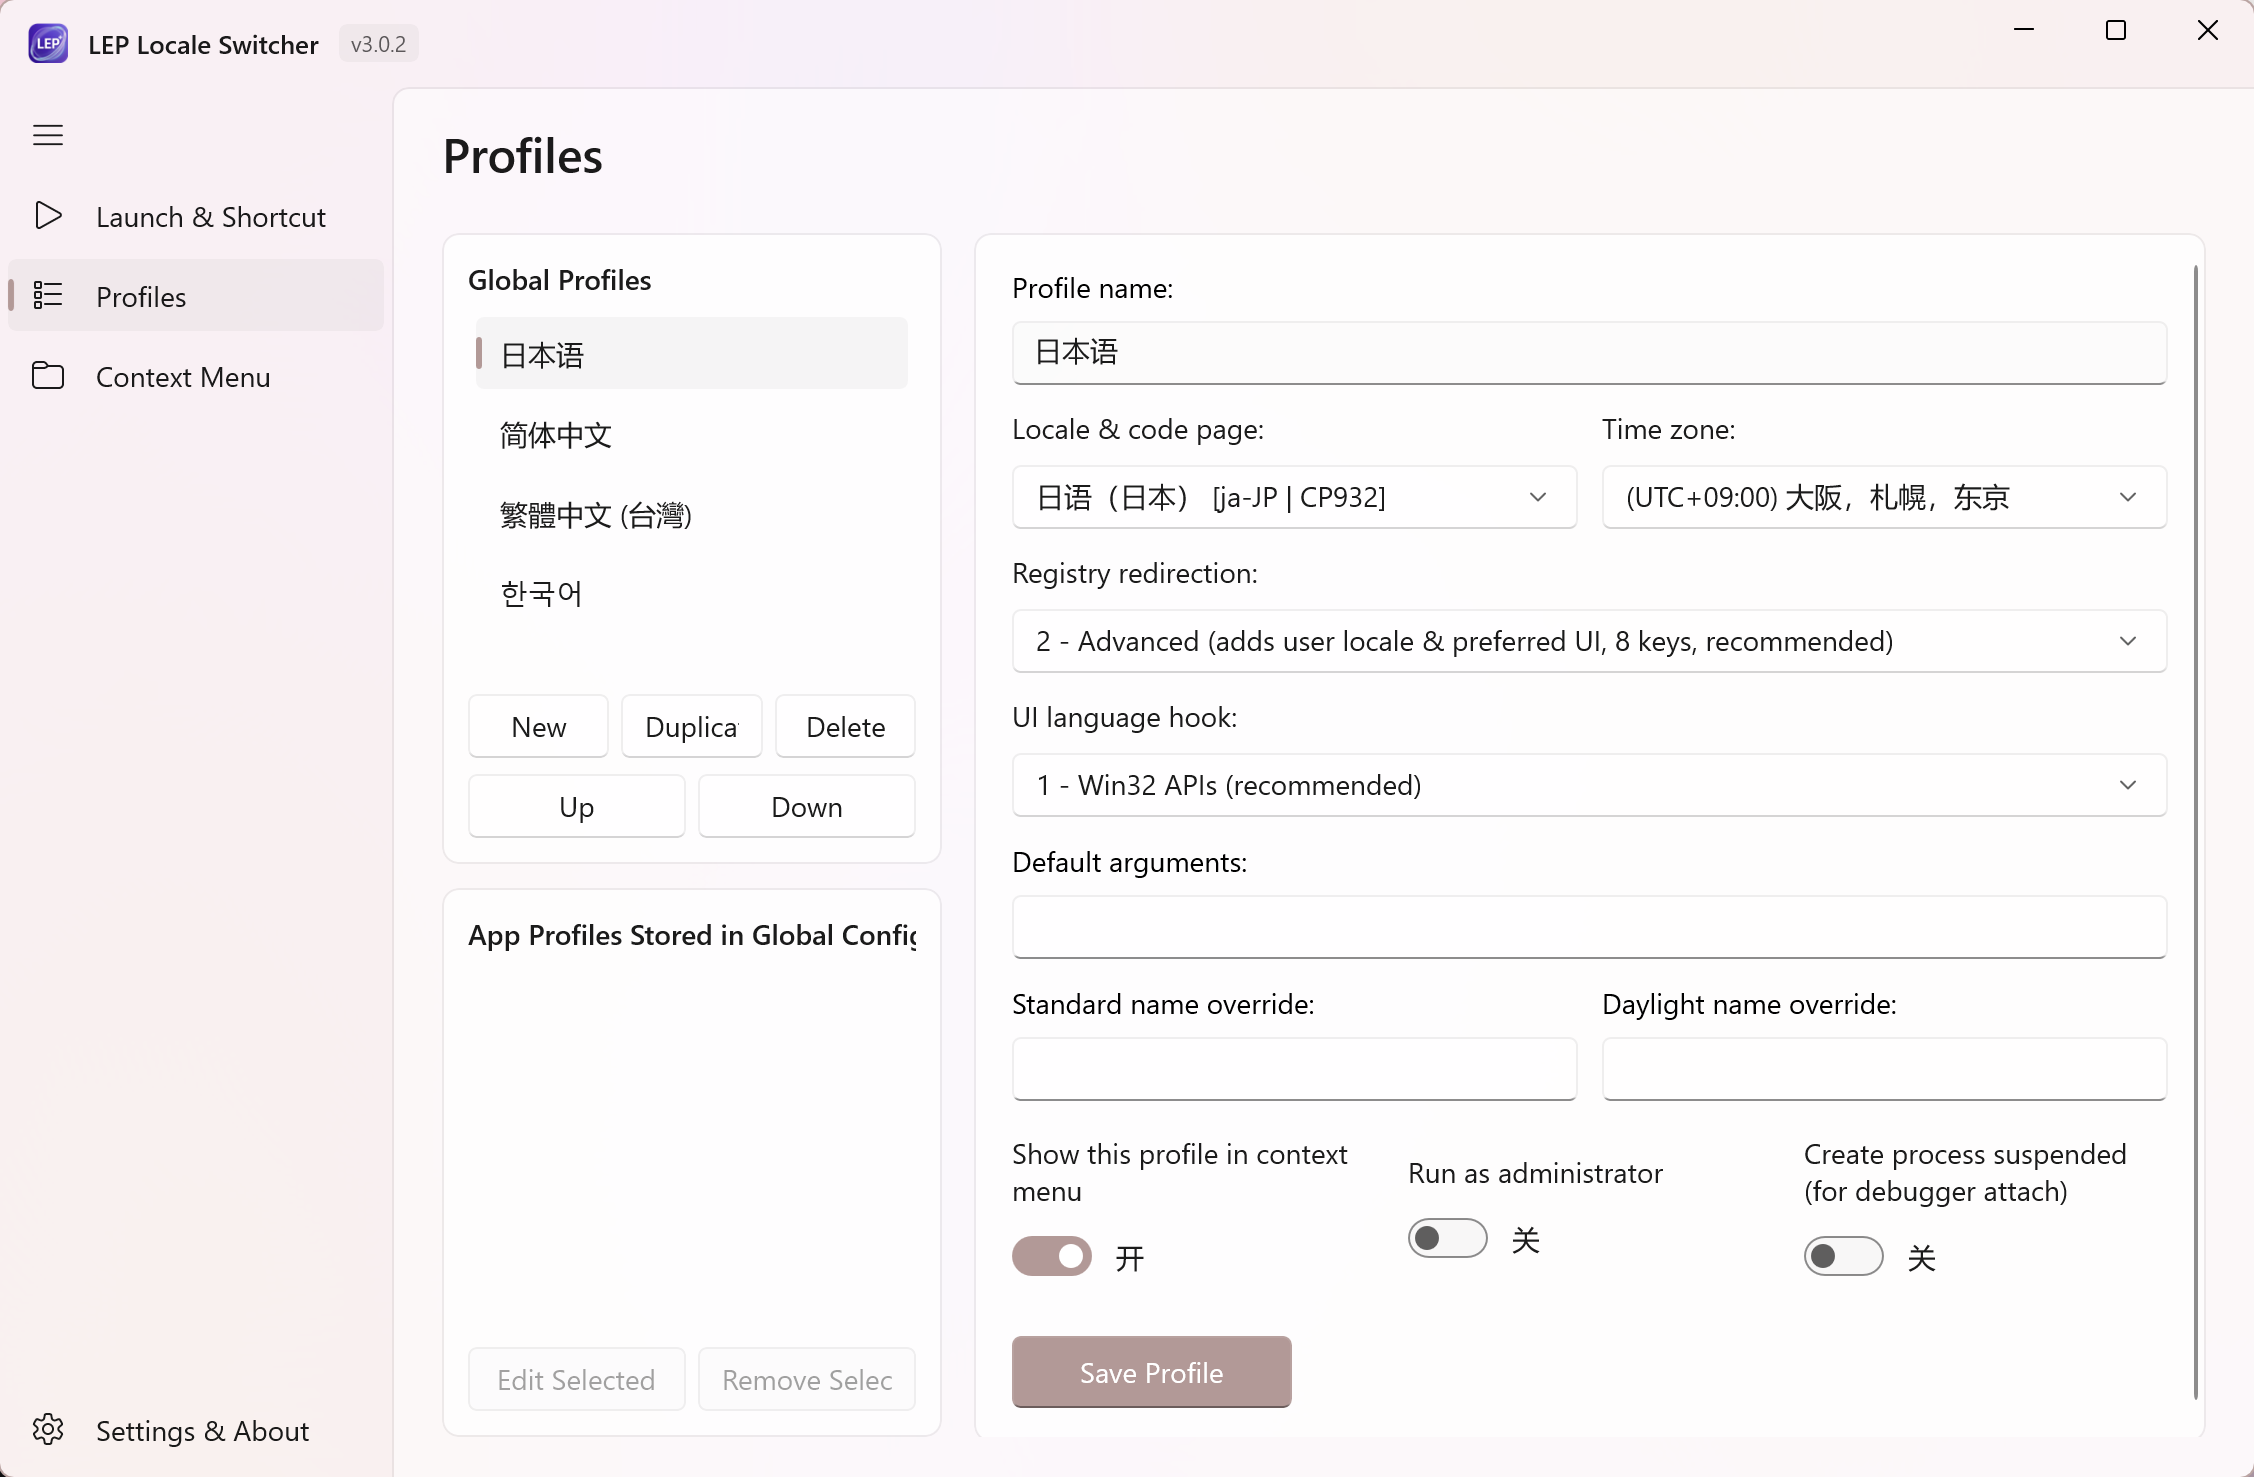 LEP
LEP Locale Switcher
v3.0.2
Launch & Shortcut
Profiles
Context Menu
Settings & About
Profiles
Global Profiles
日本语
简体中文
繁體中文 (台灣)
한국어
New
Duplica
Delete
Up
Down
App Profiles Stored in Global Config
Edit Selected
Remove Selec
Profile name:
日本语
Locale & code page:
日语（日本） [ja-JP | CP932]
Time zone:
(UTC+09:00) 大阪，札幌，东京
Registry redirection:
2 - Advanced (adds user locale & preferred UI, 8 keys, recommended)
UI language hook:
1 - Win32 APIs (recommended)
Default arguments:
Standard name override:
Daylight name override:
Show this profile in context
menu
开
Run as administrator
关
Create process suspended
(for debugger attach)
关
Save Profile